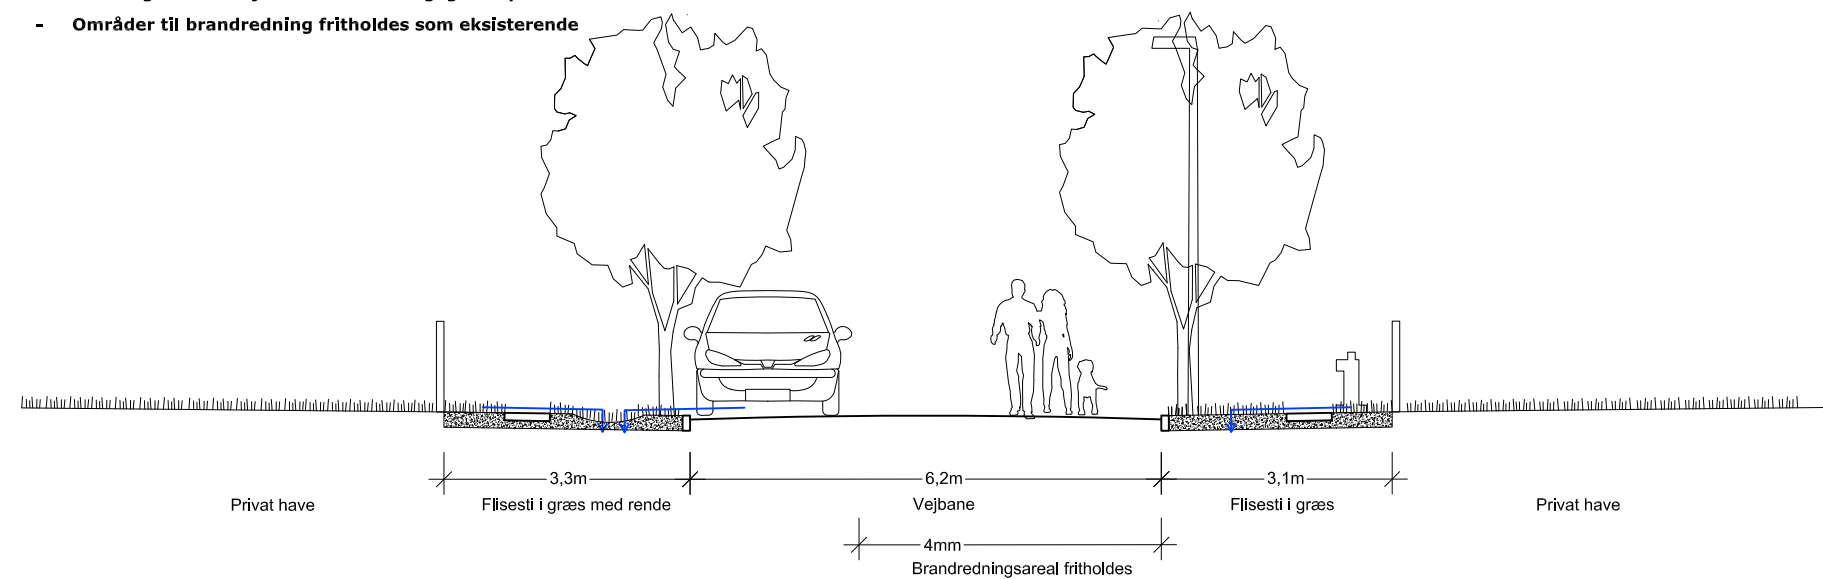 - Områder til brandredning fritholdes som eksisterende
3,3m 6,2m 3,1m
Privat have Flisesti i græs med rende Vejbane Flisesti i græs Privat have
4mm
Brandredningsareal fritholdes